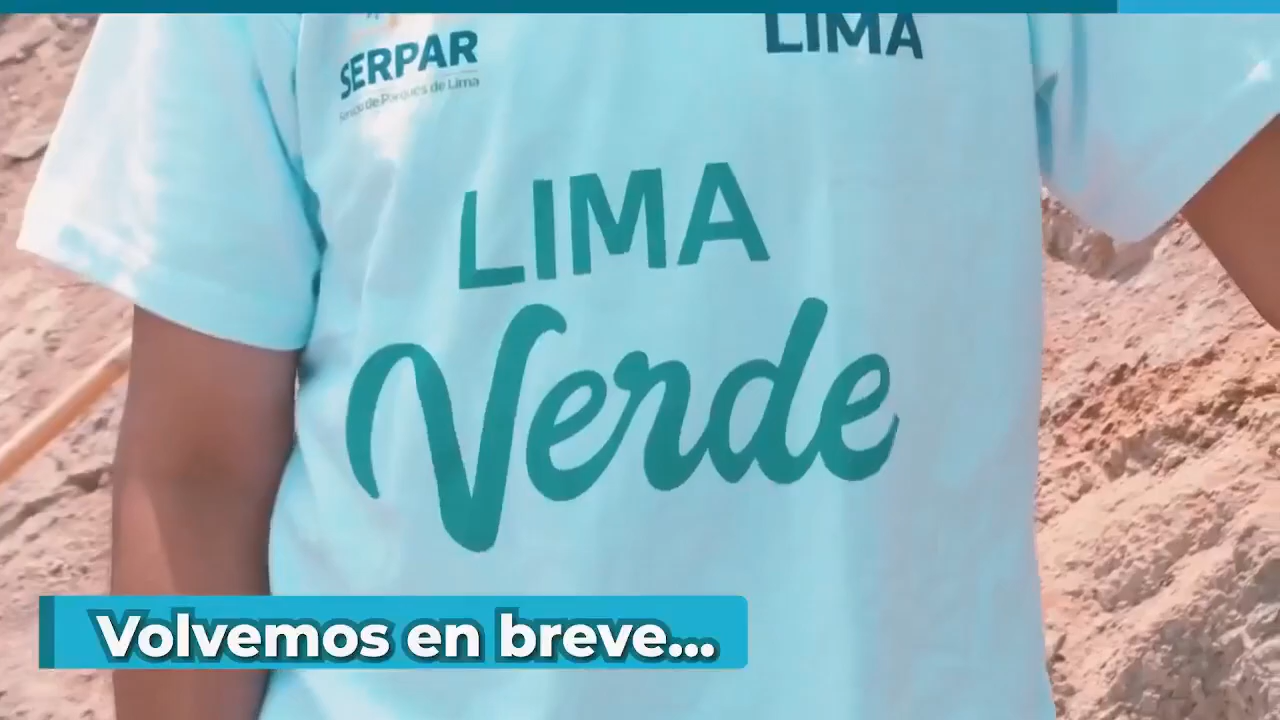 SERPAR
Servicio de Parques de Lima
LIMA
LIMA
Verde
Volvemos en breve...